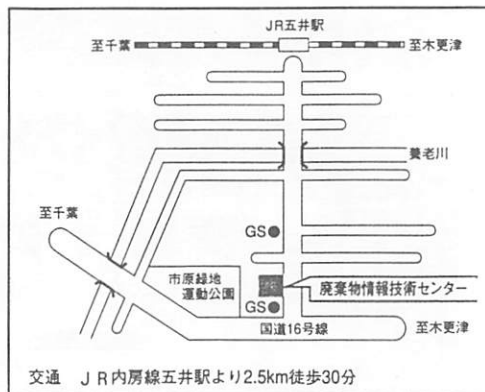 JR五井駅
至千葉
至木更津
養老川
至千葉
GS
市原緑地
運動公園
廃棄物情報技術センター
GS
国道16号線
至木更津
交通 JR内房線五井駅より2.5km徒歩30分